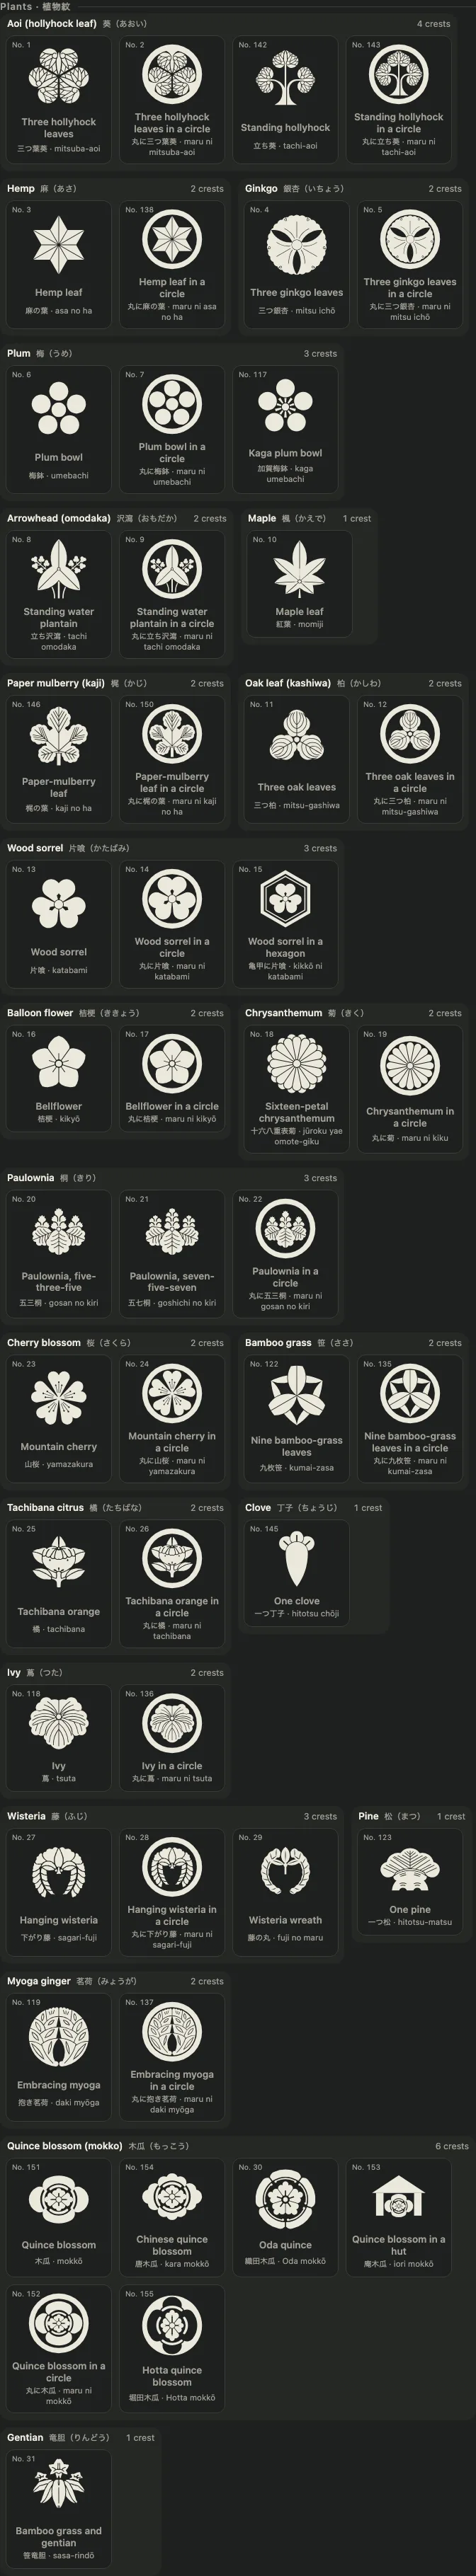 Plants · 植物紋
Aoi (hollyhock leaf) 葵（あおい） 4 crests
No. 1
Three hollyhock
leaves
三つ葉葵 · mitsuba-aoi
No. 2
Three hollyhock
leaves in a circle
丸に三つ葉葵 · maru ni
mitsuba-aoi
No. 142
Standing hollyhock
立ち葵 · tachi-aoi
No. 143
Standing hollyhock
in a circle
丸に立ち葵 · maru ni
tachi-aoi
Hemp 麻（あさ） 2 crests
No. 3
Hemp leaf
麻の葉 · asa no ha
No. 138
Hemp leaf in a
circle
丸に麻の葉 · maru ni asa
no ha
Ginkgo 銀杏（いちょう） 2 crests
No. 4
Three ginkgo leaves
三つ銀杏 · mitsu ichō
No. 5
Three ginkgo leaves
in a circle
丸に三つ銀杏 · maru ni
mitsu ichō
Plum 梅（うめ） 3 crests
No. 6
Plum bowl
梅鉢 · umebachi
No. 7
Plum bowl in a
circle
丸に梅鉢 · maru ni
umebachi
No. 117
Kaga plum bowl
加賀梅鉢 · kaga
umebachi
Arrowhead (omodaka) 沢瀉（おもだか） 2 crests
No. 8
Standing water
plantain
立ち沢瀉 · tachi
omodaka
No. 9
Standing water
plantain in a circle
丸に立ち沢瀉 · maru ni
tachi omodaka
Maple 楓（かえで） 1 crest
No. 10
Maple leaf
紅葉 · momiji
Paper mulberry (kaji) 梶（かじ） 2 crests
No. 146
Paper-mulberry
leaf
梶の葉 · kaji no ha
No. 150
Paper-mulberry
leaf in a circle
丸に梶の葉 · maru ni kaji
no ha
Oak leaf (kashiwa) 柏（かしわ） 2 crests
No. 11
Three oak leaves
三つ柏 · mitsu-gashiwa
No. 12
Three oak leaves in
a circle
丸に三つ柏 · maru ni
mitsu-gashiwa
Wood sorrel 片喰（かたばみ） 3 crests
No. 13
Wood sorrel
片喰 · katabami
No. 14
Wood sorrel in a
circle
丸に片喰 · maru ni
katabami
No. 15
Wood sorrel in a
hexagon
亀甲に片喰 · kikkō ni
katabami
Balloon flower 桔梗（ききょう） 2 crests
No. 16
Bellflower
桔梗 · kikyō
No. 17
Bellflower in a circle
丸に桔梗 · maru ni kikyō
Chrysanthemum 菊（きく） 2 crests
No. 18
Sixteen-petal
chrysanthemum
十六八重表菊 · jūroku yae
omote-giku
No. 19
Chrysanthemum in
a circle
丸に菊 · maru ni kiku
Paulownia 桐（きり） 3 crests
No. 20
Paulownia, five-
three-five
五三桐 · gosan no kiri
No. 21
Paulownia, seven-
five-seven
五七桐 · goshichi no kiri
No. 22
Paulownia in a
circle
丸に五三桐 · maru ni
gosan no kiri
Cherry blossom 桜（さくら） 2 crests
No. 23
Mountain cherry
山桜 · yamazakura
No. 24
Mountain cherry in
a circle
丸に山桜 · maru ni
yamazakura
Bamboo grass 笹（ささ） 2 crests
No. 122
Nine bamboo-grass
leaves
九枚笹 · kumai-zasa
No. 135
Nine bamboo-grass
leaves in a circle
丸に九枚笹 · maru ni
kumai-zasa
Tachibana citrus 橘（たちばな） 2 crests
No. 25
Tachibana orange
橘 · tachibana
No. 26
Tachibana orange in
a circle
丸に橘 · maru ni
tachibana
Clove 丁子（ちょうじ） 1 crest
No. 145
One clove
一つ丁子 · hitotsu chōji
Ivy 蔦（つた） 2 crests
No. 118
Ivy
蔦 · tsuta
No. 136
Ivy in a circle
丸に蔦 · maru ni tsuta
Wisteria 藤（ふじ） 3 crests
No. 27
Hanging wisteria
下がり藤 · sagari-fuji
No. 28
Hanging wisteria in
a circle
丸に下がり藤 · maru ni
sagari-fuji
No. 29
Wisteria wreath
藤の丸 · fuji no maru
Pine 松（まつ） 1 crest
No. 123
One pine
一つ松 · hitotsu-matsu
Myoga ginger 茗荷（みょうが） 2 crests
No. 119
Embracing myoga
抱き茗荷 · daki myōga
No. 137
Embracing myoga
in a circle
丸に抱き茗荷 · maru ni
daki myōga
Quince blossom (mokko) 木瓜（もっこう） 6 crests
No. 151
Quince blossom
木瓜 · mokkō
No. 154
Chinese quince
blossom
唐木瓜 · kara mokkō
No. 30
Oda quince
織田木瓜 · Oda mokkō
No. 153
Quince blossom in a
hut
庵木瓜 · iori mokkō
No. 152
Quince blossom in a
circle
丸に木瓜 · maru ni
mokkō
No. 155
Hotta quince
blossom
堀田木瓜 · Hotta mokkō
Gentian 竜胆（りんどう） 1 crest
No. 31
Bamboo grass and
gentian
笹竜胆 · sasa-rindō